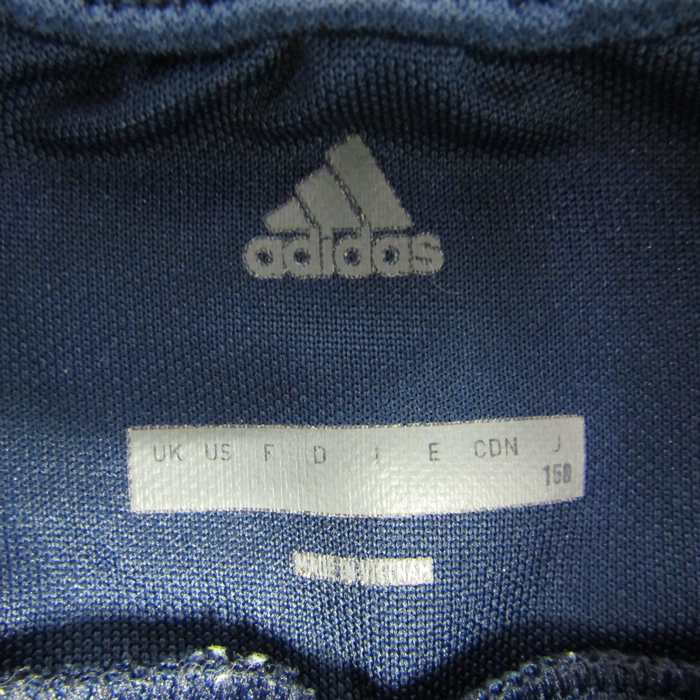 adidas
UK US F D I E CDN J
150
MADE IN VIETNAM